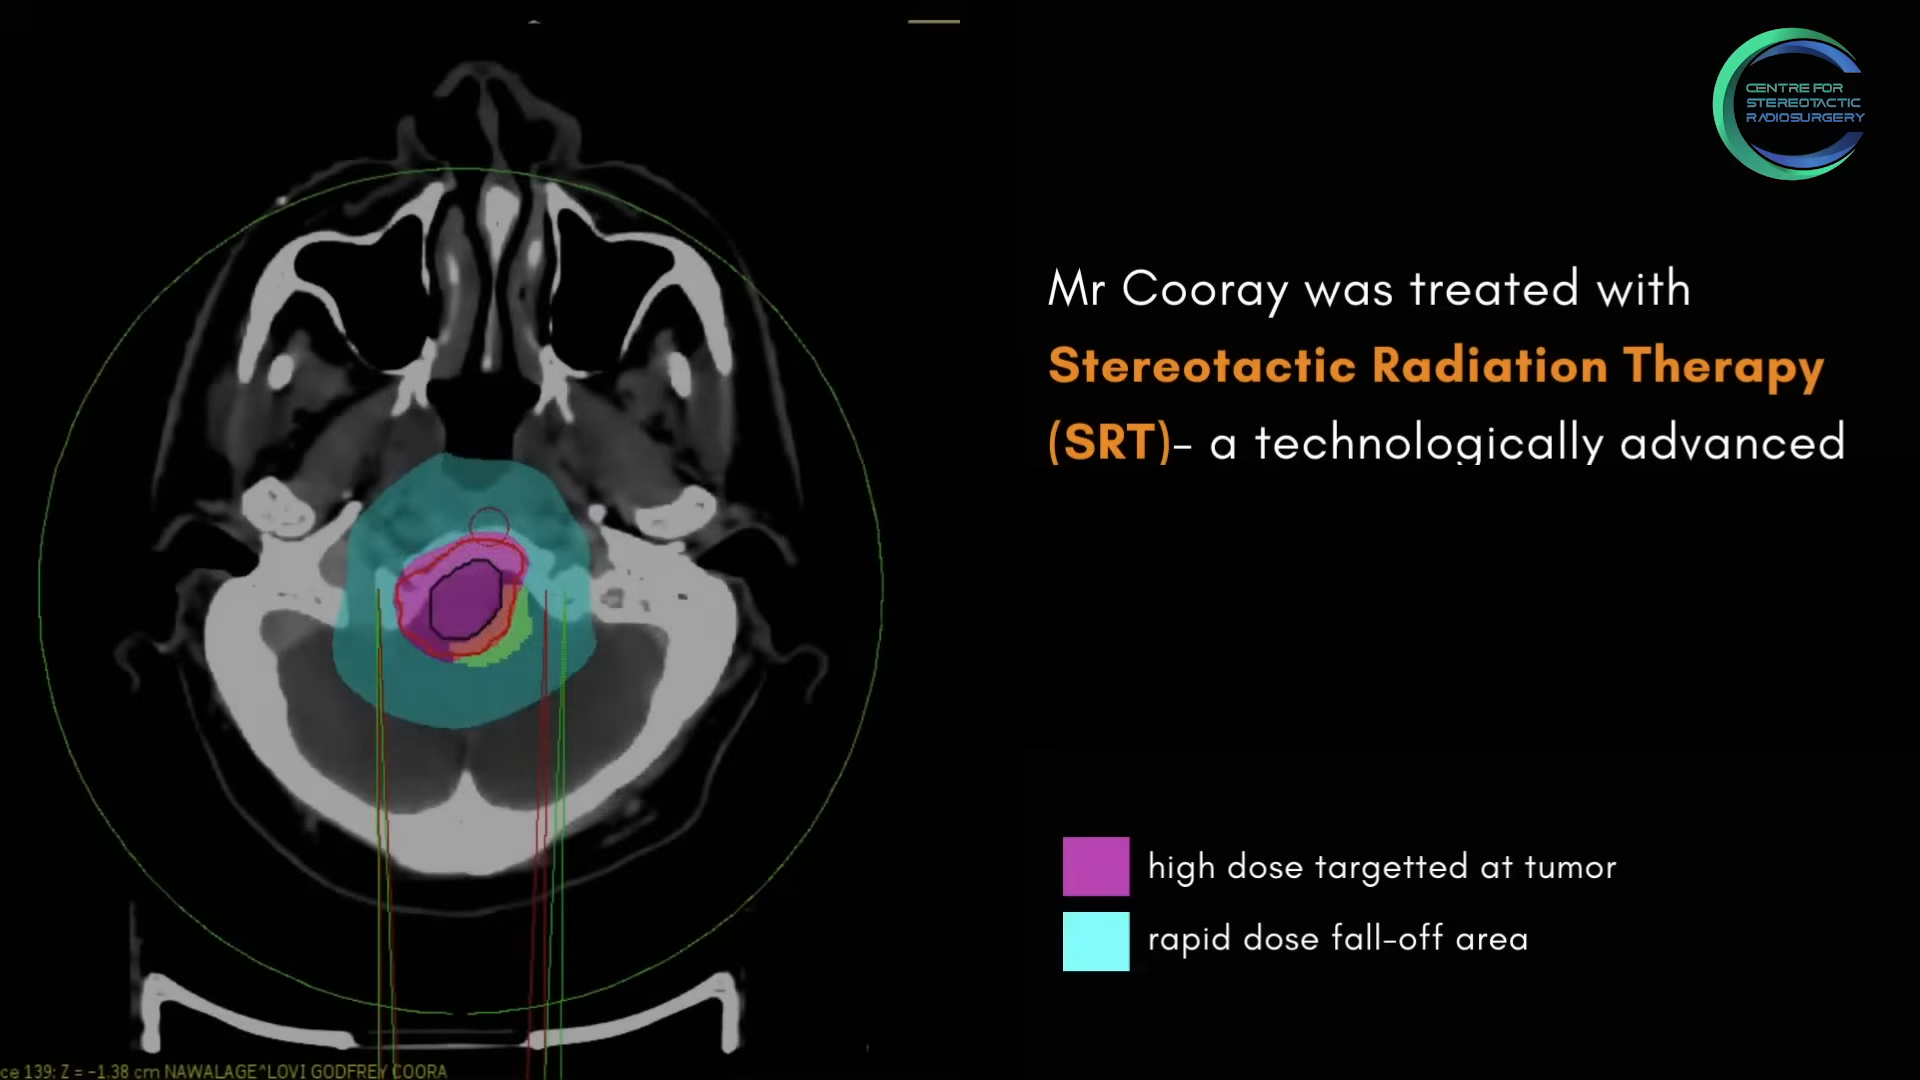 CENTRE FOR
STEREOTACTIC
RADIOSURGERY
Mr Cooray was treated with
Stereotactic Radiation Therapy
(SRT)- a technologically advanced
high dose targetted at tumor
rapid dose fall-off area
ce 139: Z = -1.38 cm NAWALAGE^LOVI GODFREY COORA